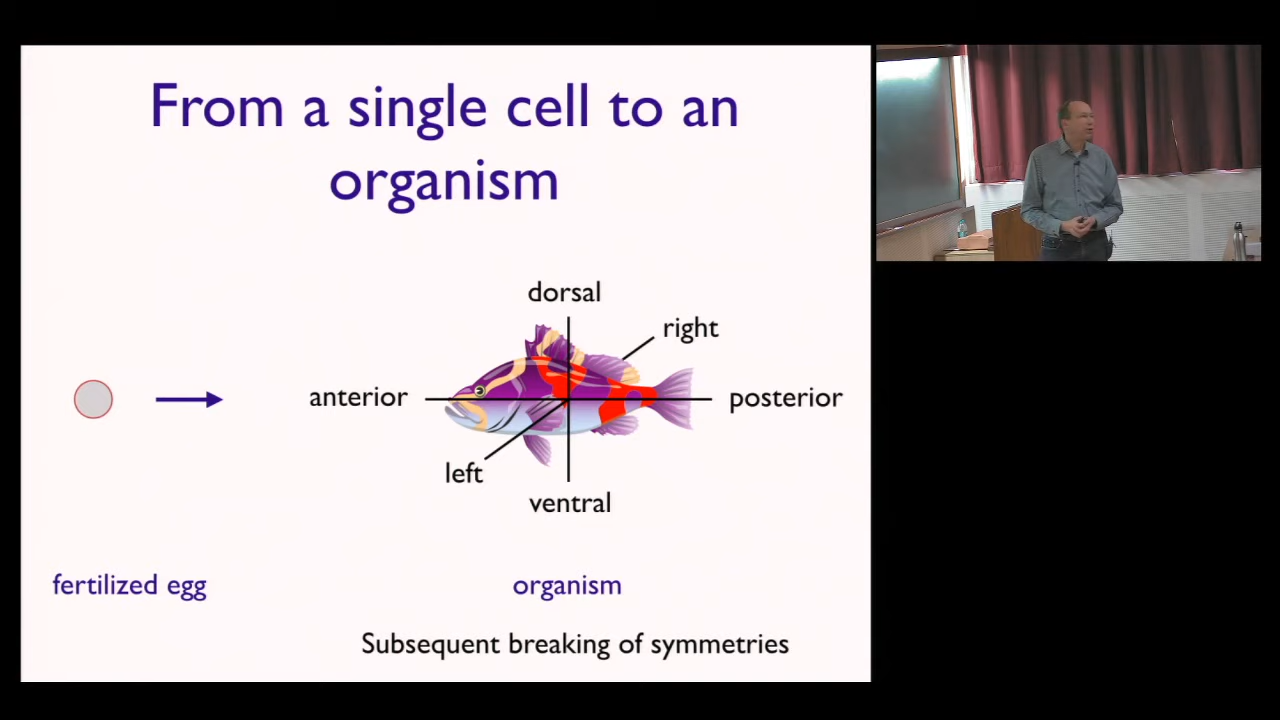 From a single cell to an
organism
dorsal
right
anterior
posterior
left
ventral
fertilized egg
organism
Subsequent breaking of symmetries